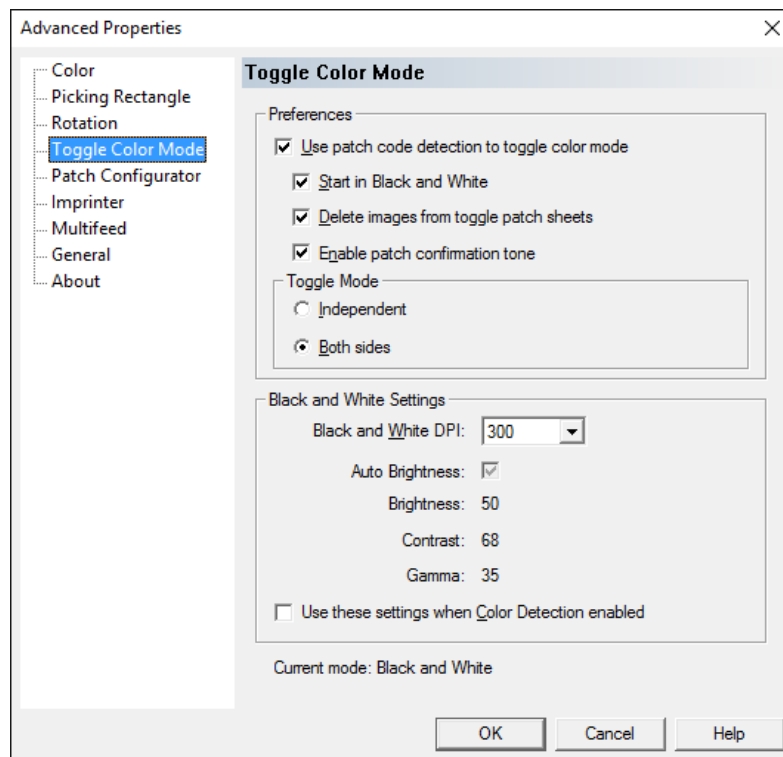 Advanced Properties
Color
Picking Rectangle
Rotation
Toggle Color Mode
Patch Configurator
Imprinter
Multifeed
General
About
Toggle Color Mode
Preferences
Use patch code detection to toggle color mode
Start in Black and White
Delete images from toggle patch sheets
Enable patch confirmation tone
Toggle Mode
Independent
Both sides
Black and White Settings
Black and White DPI: 300
Auto Brightness:
Brightness: 50
Contrast: 68
Gamma: 35
Use these settings when Color Detection enabled
Current mode: Black and White
OK Cancel Help